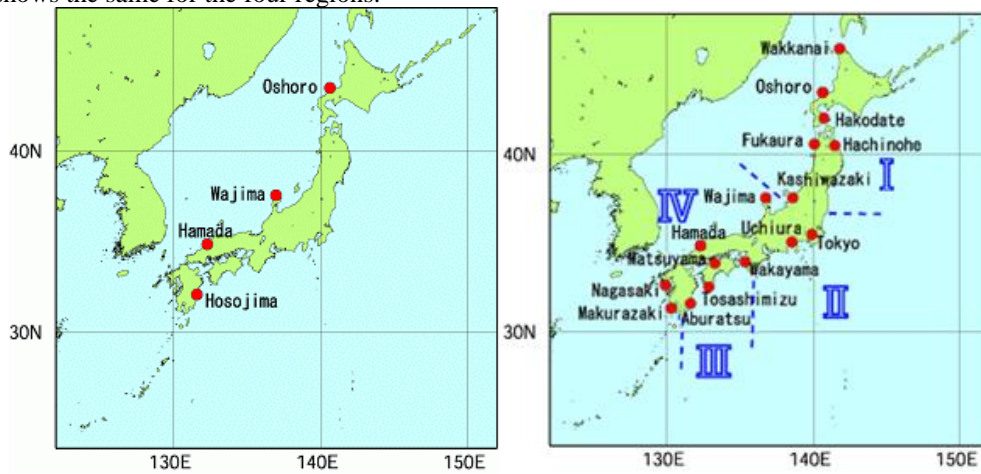 shows the same for the four regions.
Oshoro
40N
Wajima
Hamada
Hosojima
30N
130E
140E
150E
Wakkanai
Oshoro
Hakodate
Fukaura
Hachinohe
40N
Kashiwazaki
I
Wajima
IV
Uchiura
Hamada
Tokyo
Matsuyama
Wakayama
Nagasaki
Tosashimizu
II
Makurazaki
Aburatsu
30N
III
130E
140E
150E